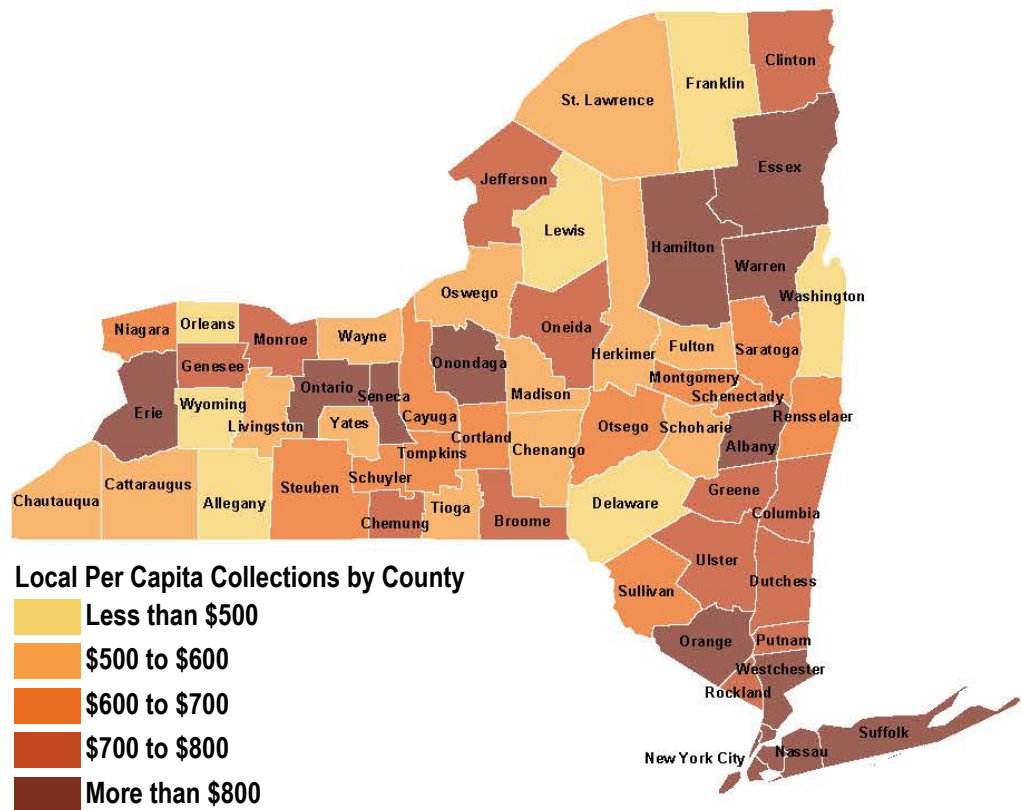 Clinton
Franklin
St. Lawrence
Essex
Jefferson
Lewis
Hamilton
Warren
Washington
Oswego
Oneida
Niagara
Orleans
Monroe
Wayne
Herkimer
Fulton
Saratoga
Genesee
Onondaga
Madison
Montgomery
Schenectady
Erie
Wyoming
Ontario
Seneca
Livingston
Yates
Cayuga
Cortland
Chenango
Otsego
Schoharie
Albany
Rensselaer
Tompkins
Schuyler
Chautauqua
Cattaraugus
Allegany
Steuben
Chemung
Tioga
Broome
Delaware
Greene
Columbia
Ulster
Dutchess
Sullivan
Orange
Putnam
Westchester
Rockland
New York City
Nassau
Suffolk
Local Per Capita Collections by County
Less than $500
$500 to $600
$600 to $700
$700 to $800
More than $800